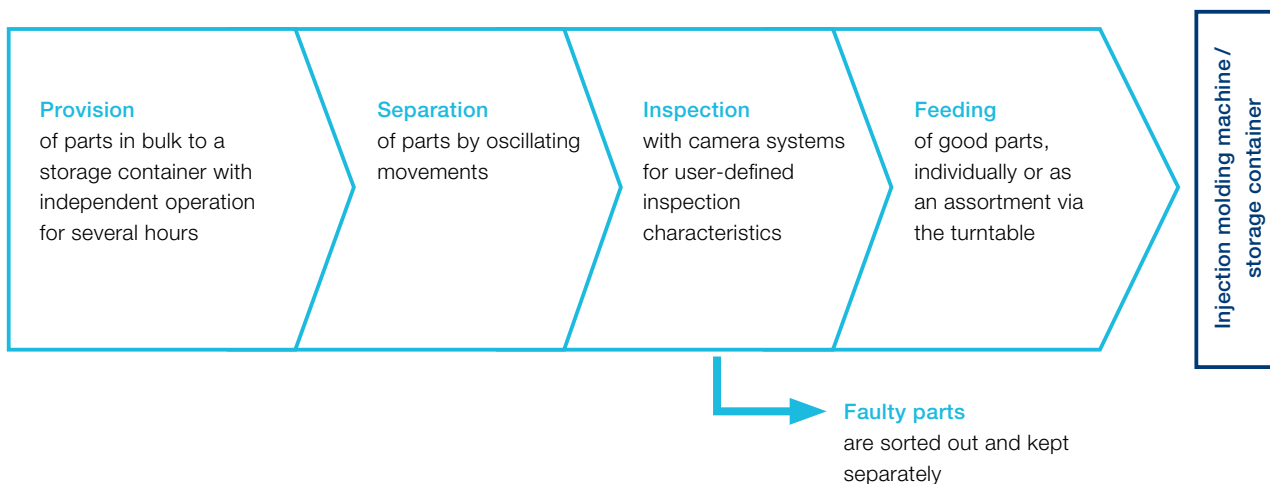 Provision
of parts in bulk to a
storage container with
independent operation
for several hours
Separation
of parts by oscillating
movements
Inspection
with camera systems
for user-defined
inspection
characteristics
Feeding
of good parts,
individually or as
an assortment via
the turntable
Injection molding machine /
storage container
Faulty parts
are sorted out and kept
separately